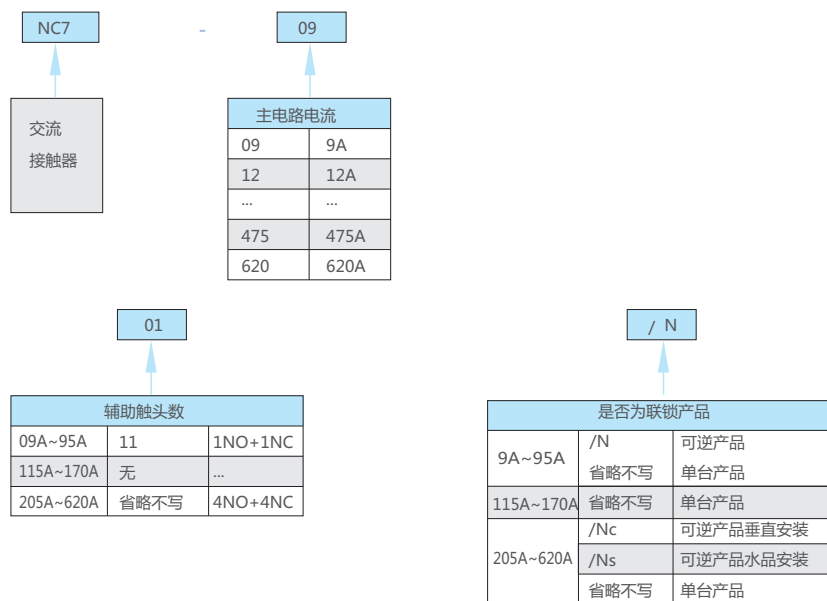 NC7 - 09
交流
接触器
主电路电流
09 9A
12 12A
... ...
475 475A
620 620A
01
辅助触头数
09A~95A 11 1NO+1NC
115A~170A 无 ...
205A~620A 省略不写 4NO+4NC
/ N
是否为联锁产品
9A~95A /N 可逆产品
省略不写 单台产品
115A~170A 省略不写 单台产品
205A~620A /Nc 可逆产品垂直安装
/Ns 可逆产品水品安装
省略不写 单台产品